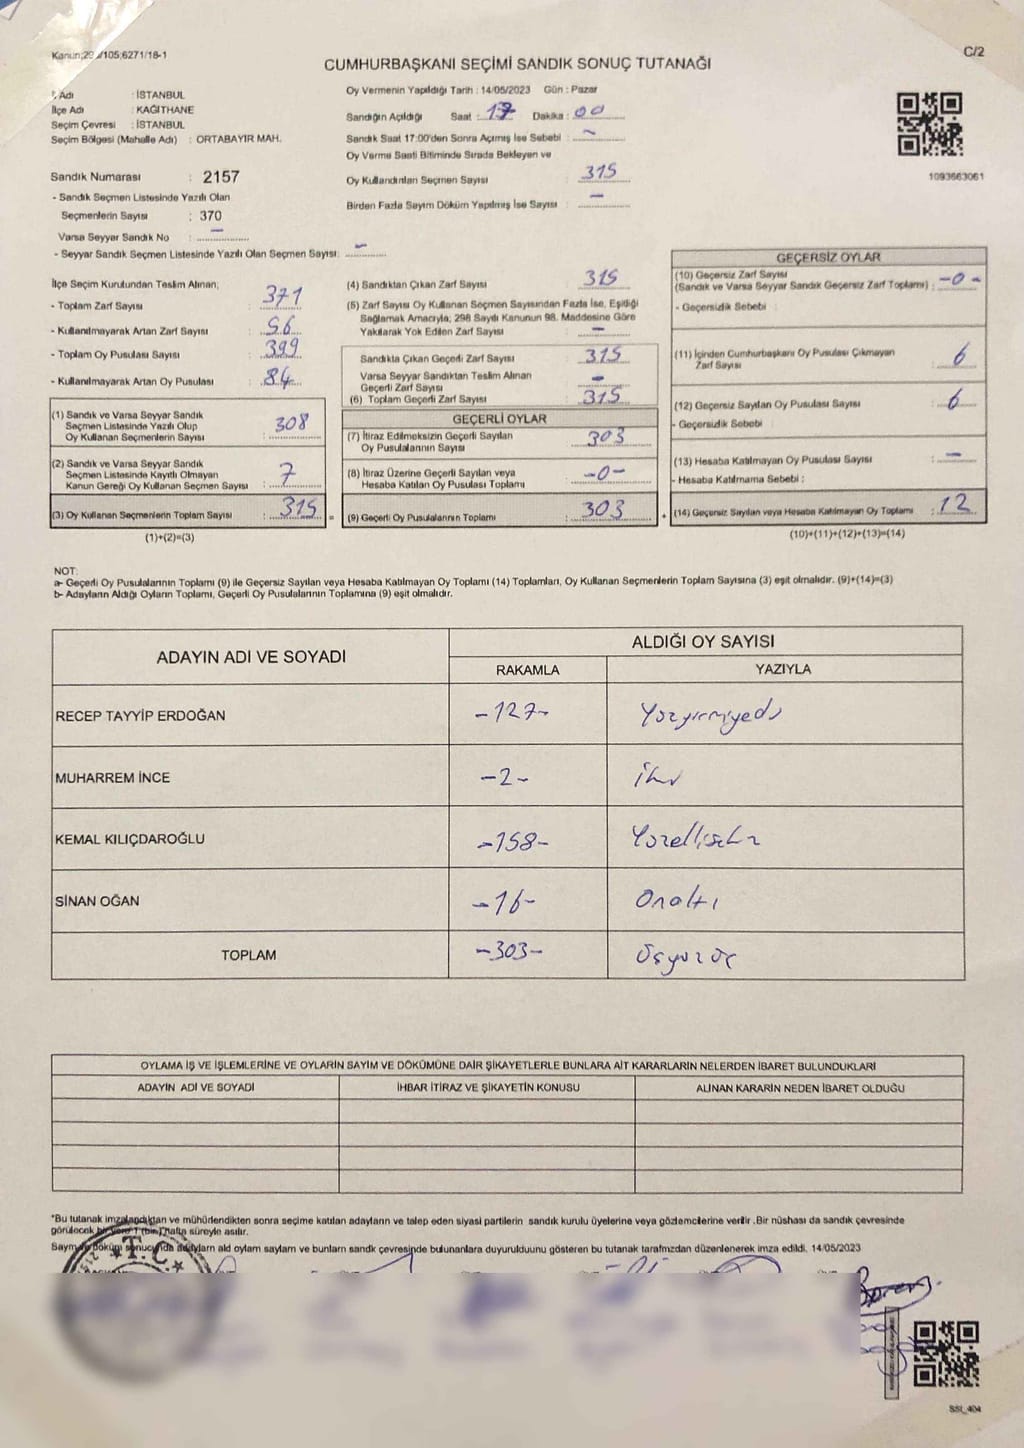 Kanun:29 /105;6271/18-1
C/2
CUMHURBAŞKANI SEÇİMİ SANDIK SONUÇ TUTANAĞI
İl Adı : İSTANBUL
İlçe Adı : KAĞITHANE
Seçim Çevresi : İSTANBUL
Seçim Bölgesi (Mahalle Adı) : ORTABAYIR MAH.
Sandık Numarası : 2157
- Sandık Seçmen Listesinde Yazılı Olan
Seçmenlerin Sayısı : 370
Varsa Seyyar Sandık No : –
- Seyyar Sandık Seçmen Listesinde Yazılı Olan Seçmen Sayısı: –
Oy Vermenin Yapıldığı Tarih : 14/05/2023 Gün : Pazar
Sandığın Açıldığı Saat : 17 Dakika : 00
Sandık Saat 17:00'den Sonra Açılmış İse Sebebi : –
Oy Verme Saati Bitiminde Sırada Bekleyen ve
Oy Kullandırılan Seçmen Sayısı : 315
Birden Fazla Sayım Döküm Yapılmış İse Sayısı : –
1093663061
İlçe Seçim Kurulundan Teslim Alınan;
- Toplam Zarf Sayısı : 371
- Kullanılmayarak Artan Zarf Sayısı : 56
- Toplam Oy Pusulası Sayısı : 399
- Kullanılmayarak Artan Oy Pusulası : 84
(1) Sandık ve Varsa Seyyar Sandık
Seçmen Listesinde Yazılı Olup
Oy Kullanan Seçmenlerin Sayısı : 308
(2) Sandık ve Varsa Seyyar Sandık
Seçmen Listesinde Kayıtlı Olmayan
Kanun Gereği Oy Kullanan Seçmen Sayısı : 7
(3) Oy Kullanan Seçmenlerin Toplam Sayısı : 315 =
(1)+(2)=(3)
(4) Sandıktan Çıkan Zarf Sayısı : 315
(5) Zarf Sayısı Oy Kullanan Seçmen Sayısından Fazla İse, Eşitliği
Sağlamak Amacıyla; 298 Sayılı Kanunun 98. Maddesine Göre
Yakılarak Yok Edilen Zarf Sayısı : –
Sandıkta Çıkan Geçerli Zarf Sayısı : 315
Varsa Seyyar Sandıktan Teslim Alınan
Geçerli Zarf Sayısı : –
(6) Toplam Geçerli Zarf Sayısı : 315
GEÇERLİ OYLAR
(7) İtiraz Edilmeksizin Geçerli Sayılan
Oy Pusulalarının Sayısı : 303
(8) İtiraz Üzerine Geçerli Sayılan veya
Hesaba Katılan Oy Pusulası Toplamı : -0-
(9) Geçerli Oy Pusulalarının Toplamı : 303 +
GEÇERSİZ OYLAR
(10) Geçersiz Zarf Sayısı
(Sandık ve Varsa Seyyar Sandık Geçersiz Zarf Toplamı) : -0-
- Geçersizlik Sebebi :
(11) İçinden Cumhurbaşkanı Oy Pusulası Çıkmayan
Zarf Sayısı : 6
(12) Geçersiz Sayılan Oy Pusulası Sayısı : 6
- Geçersizlik Sebebi :
(13) Hesaba Katılmayan Oy Pusulası Sayısı : –
- Hesaba Katılmama Sebebi :
(14) Geçersiz Sayılan veya Hesaba Katılmayan Oy Toplamı : 12
(10)+(11)+(12)+(13)=(14)
NOT:
a- Geçerli Oy Pusulalarının Toplamı (9) ile Geçersiz Sayılan veya Hesaba Katılmayan Oy Toplamı (14) Toplamları, Oy Kullanan Seçmenlerin Toplam Sayısına (3) eşit olmalıdır. (9)+(14)=(3)
b- Adayların Aldığı Oyların Toplamı, Geçerli Oy Pusulalarının Toplamına (9) eşit olmalıdır.
ADAYIN ADI VE SOYADI
ALDIĞI OY SAYISI
RAKAMLA YAZIYLA
RECEP TAYYİP ERDOĞAN -127- Yüzyirmiyedi
MUHARREM İNCE -2- iki
KEMAL KILIÇDAROĞLU -158- Yüzellisekiz
SİNAN OĞAN -16- Onaltı
TOPLAM -303- Üçyüzüç
OYLAMA İŞ VE İŞLEMLERİNE VE OYLARIN SAYIM VE DÖKÜMÜNE DAİR ŞİKAYETLERLE BUNLARA AİT KARARLARIN NELERDEN İBARET BULUNDUKLARI
ADAYIN ADI VE SOYADI İHBAR İTİRAZ VE ŞİKAYETİN KONUSU ALINAN KARARIN NEDEN İBARET OLDUĞU
*Bu tutanak imzalandıktan ve mühürlendikten sonra seçime katılan adayların ve talep eden siyasi partilerin sandık kurulu üyelerine veya gözlemcilerine verilir .Bir nüshası da sandık çevresinde
görülecek bir yere 1 (bir) hafta süreyle asılır.
Sayım ve döküm sonucunda adayların ald oyların sayların ve bunların sandk çevresinde bulunanlara duyurulduunu gösteren bu tutanak tarafmzdan düzenlenerek imza edildi, 14/05/2023
T.C.
SSI_404